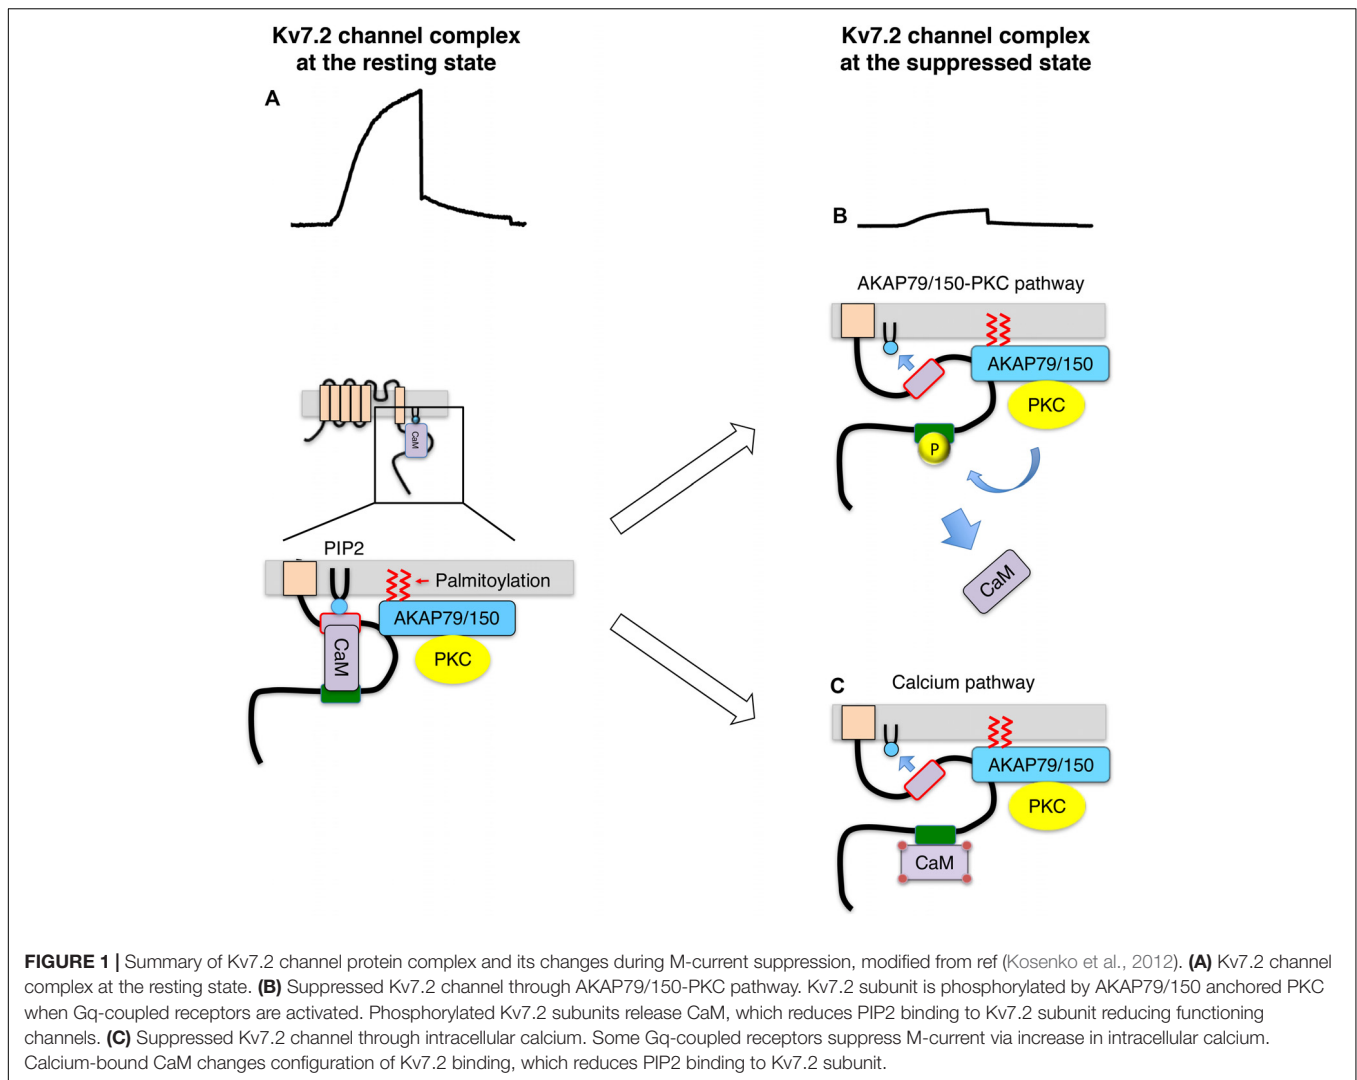 Kv7.2 channel complex
at the resting state
Kv7.2 channel complex
at the suppressed state
A
B
AKAP79/150-PKC pathway
AKAP79/150
PKC
P
CaM
CaM
PIP2
Palmitoylation
AKAP79/150
CaM
PKC
C
Calcium pathway
AKAP79/150
PKC
CaM
FIGURE 1 | Summary of Kv7.2 channel protein complex and its changes during M-current suppression, modified from ref (Kosenko et al., 2012). (A) Kv7.2 channel
complex at the resting state. (B) Suppressed Kv7.2 channel through AKAP79/150-PKC pathway. Kv7.2 subunit is phosphorylated by AKAP79/150 anchored PKC
when Gq-coupled receptors are activated. Phosphorylated Kv7.2 subunits release CaM, which reduces PIP2 binding to Kv7.2 subunit reducing functioning
channels. (C) Suppressed Kv7.2 channel through intracellular calcium. Some Gq-coupled receptors suppress M-current via increase in intracellular calcium.
Calcium-bound CaM changes configuration of Kv7.2 binding, which reduces PIP2 binding to Kv7.2 subunit.